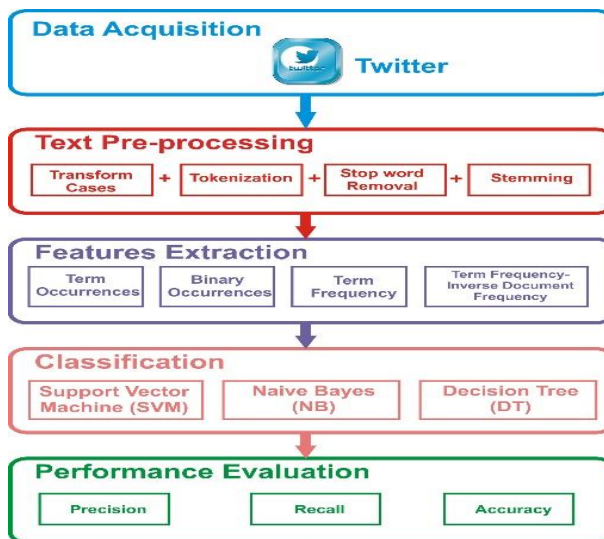 Data Acquisition
twitter
Twitter
Text Pre-processing
Transform
Cases
+
Tokenization
+
Stop word
Removal
+
Stemming
Features Extraction
Term
Occurrences
Binary
Occurrences
Term
Frequency
Term Frequency-
Inverse Document
Frequency
Classification
Support Vector
Machine (SVM)
Naive Bayes
(NB)
Decision Tree
(DT)
Performance Evaluation
Precision
Recall
Accuracy